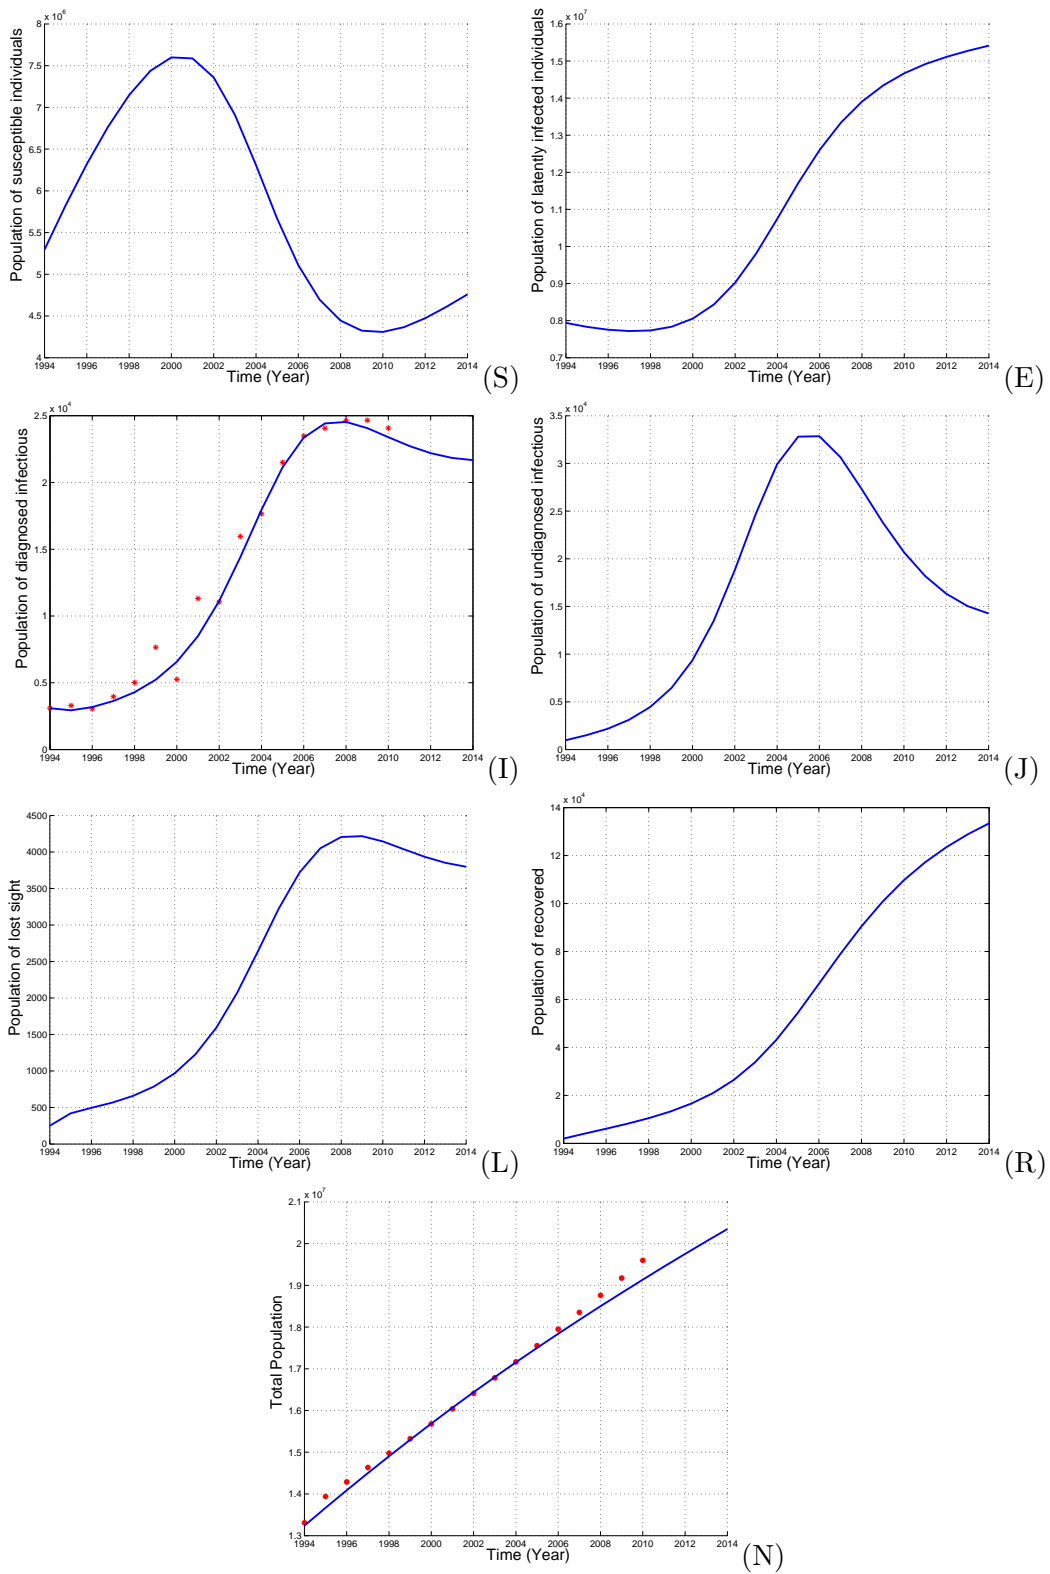 x 10^6
8
7.5
7
6.5
6
5.5
5
4.5
4
Population of susceptible individuals
1994 1996 1998 2000 2002 2004 2006 2008 2010 2012 2014
Time (Year)
(S)
x 10^7
1.6
1.5
1.4
1.3
1.2
1.1
1
0.9
0.8
0.7
Population of latently infected individuals
1994 1996 1998 2000 2002 2004 2006 2008 2010 2012 2014
Time (Year)
(E)
x 10^4
2.5
2
1.5
1
0.5
0
Population of diagnosed infectious
1994 1996 1998 2000 2002 2004 2006 2008 2010 2012 2014
Time (Year)
(I)
x 10^4
3.5
3
2.5
2
1.5
1
0.5
0
Population of undiagnosed infectious
1994 1996 1998 2000 2002 2004 2006 2008 2010 2012 2014
Time (Year)
(J)
4500
4000
3500
3000
2500
2000
1500
1000
500
0
Population of lost sight
1994 1996 1998 2000 2002 2004 2006 2008 2010 2012 2014
Time (Year)
(L)
x 10^4
14
12
10
8
6
4
2
0
Population of recovered
1994 1996 1998 2000 2002 2004 2006 2008 2010 2012 2014
Time (Year)
(R)
x 10^7
2.1
2
1.9
1.8
1.7
1.6
1.5
1.4
1.3
Total Population
1994 1996 1998 2000 2002 2004 2006 2008 2010 2012 2014
Time (Year)
(N)